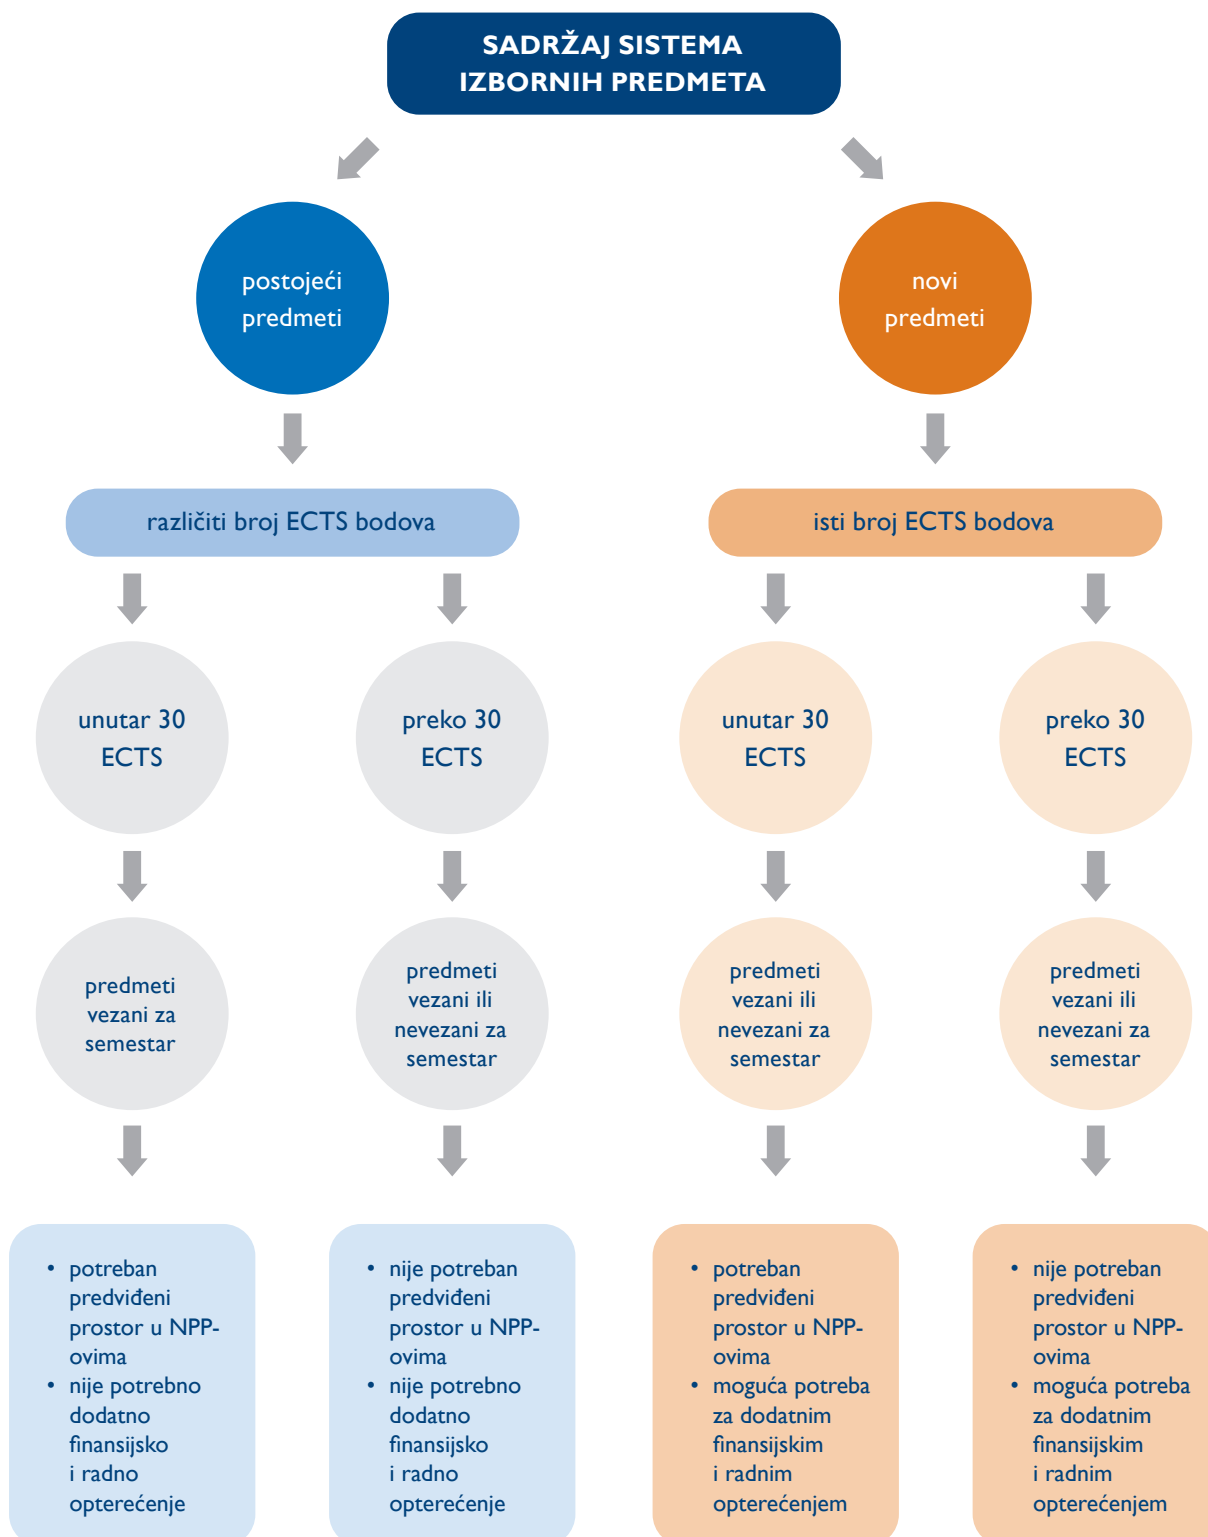 SADRŽAJ SISTEMA
IZBORNIH PREDMETA
postojeći
predmeti
novi
predmeti
različiti broj ECTS bodova
isti broj ECTS bodova
unutar 30
ECTS
preko 30
ECTS
unutar 30
ECTS
preko 30
ECTS
predmeti
vezani za
semestar
predmeti
vezani ili
nevezani za
semestar
predmeti
vezani ili
nevezani za
semestar
predmeti
vezani ili
nevezani za
semestar
• potreban
predviđeni
prostor u NPP-
ovima
• nije potrebno
dodatno
finansijsko
i radno
opterećenje
• nije potreban
predviđeni
prostor u NPP-
ovima
• nije potrebno
dodatno
finansijsko
i radno
opterećenje
• potreban
predviđeni
prostor u NPP-
ovima
• moguća potreba
za dodatnim
finansijskim
i radnim
opterećenjem
• nije potreban
predviđeni
prostor u NPP-
ovima
• moguća potreba
za dodatnim
finansijskim
i radnim
opterećenjem